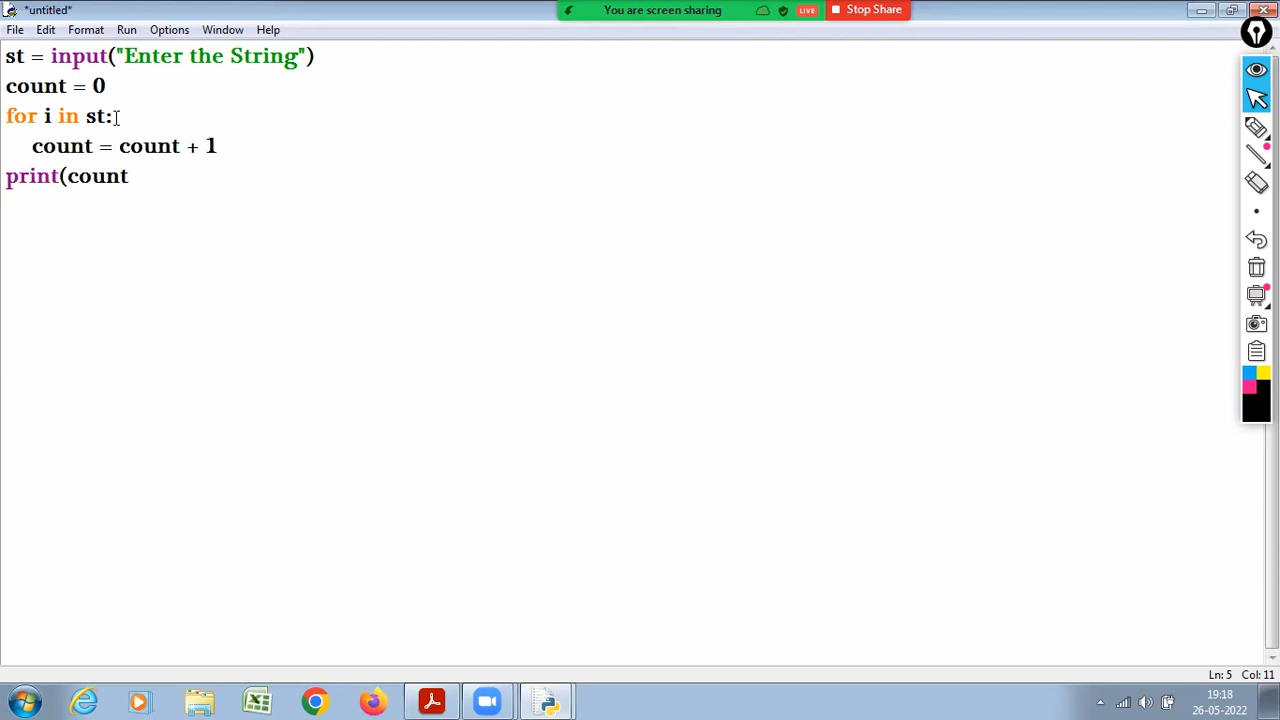 *untitled*
You are screen sharing LIVE Stop Share
File Edit Format Run Options Window Help
st = input("Enter the String")
count = 0
for i in st:
    count = count + 1
print(count
Ln: 5 Col: 11
19:18
26-05-2022